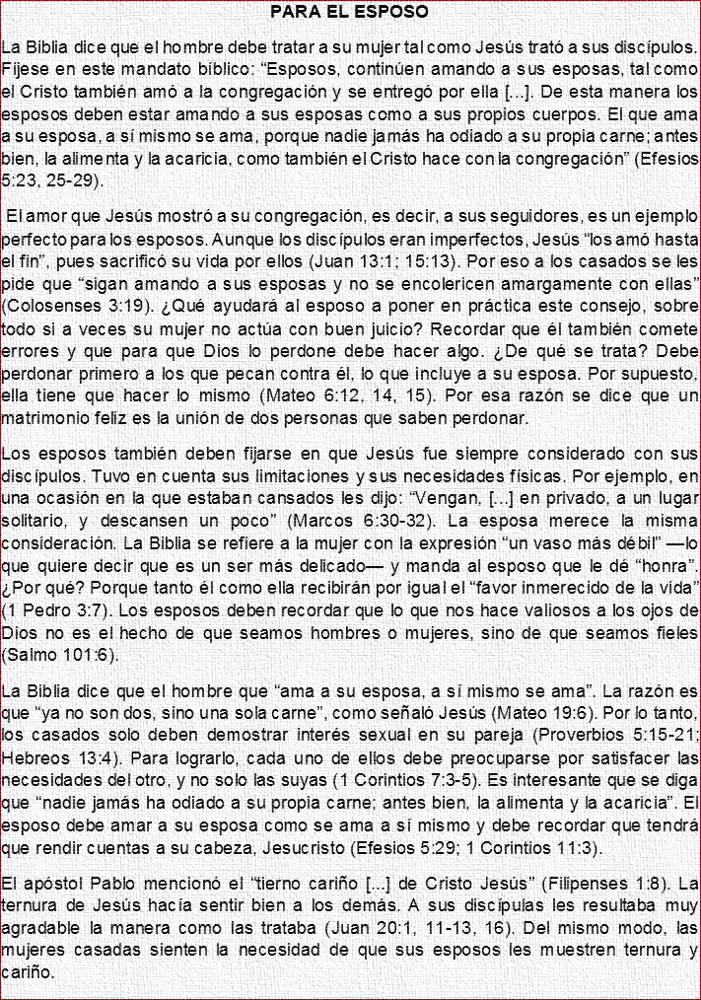 PARA EL ESPOSO
La Biblia dice que el hombre debe tratar a su mujer tal como Jesús trató a sus discípulos.
Fíjese en este mandato bíblico: “Esposos, continúen amando a sus esposas, tal como
el Cristo también amó a la congregación y se entregó por ella [...]. De esta manera los
esposos deben estar amando a sus esposas como a sus propios cuerpos. El que ama
a su esposa, a sí mismo se ama, porque nadie jamás ha odiado a su propia carne; antes
bien, la alimenta y la acaricia, como también el Cristo hace con la congregación” (Efesios
5:23, 25-29).
El amor que Jesús mostró a su congregación, es decir, a sus seguidores, es un ejemplo
perfecto para los esposos. Aunque los discípulos eran imperfectos, Jesús “los amó hasta
el fin”, pues sacrificó su vida por ellos (Juan 13:1; 15:13). Por eso a los casados se les
pide que “sigan amando a sus esposas y no se encolericen amargamente con ellas”
(Colosenses 3:19). ¿Qué ayudará al esposo a poner en práctica este consejo, sobre
todo si a veces su mujer no actúa con buen juicio? Recordar que él también comete
errores y que para que Dios lo perdone debe hacer algo. ¿De qué se trata? Debe
perdonar primero a los que pecan contra él, lo que incluye a su esposa. Por supuesto,
ella tiene que hacer lo mismo (Mateo 6:12, 14, 15). Por esa razón se dice que un
matrimonio feliz es la unión de dos personas que saben perdonar.
Los esposos también deben fijarse en que Jesús fue siempre considerado con sus
discípulos. Tuvo en cuenta sus limitaciones y sus necesidades físicas. Por ejemplo, en
una ocasión en la que estaban cansados les dijo: “Vengan, [...] en privado, a un lugar
solitario, y descansen un poco” (Marcos 6:30-32). La esposa merece la misma
consideración. La Biblia se refiere a la mujer con la expresión “un vaso más débil” —lo
que quiere decir que es un ser más delicado— y manda al esposo que le dé “honra”.
¿Por qué? Porque tanto él como ella recibirán por igual el “favor inmerecido de la vida”
(1 Pedro 3:7). Los esposos deben recordar que lo que nos hace valiosos a los ojos de
Dios no es el hecho de que seamos hombres o mujeres, sino de que seamos fieles
(Salmo 101:6).
La Biblia dice que el hombre que “ama a su esposa, a sí mismo se ama”. La razón es
que “ya no son dos, sino una sola carne”, como señaló Jesús (Mateo 19:6). Por lo tanto,
los casados solo deben demostrar interés sexual en su pareja (Proverbios 5:15-21;
Hebreos 13:4). Para lograrlo, cada uno de ellos debe preocuparse por satisfacer las
necesidades del otro, y no solo las suyas (1 Corintios 7:3-5). Es interesante que se diga
que “nadie jamás ha odiado a su propia carne; antes bien, la alimenta y la acaricia”. El
esposo debe amar a su esposa como se ama a sí mismo y debe recordar que tendrá
que rendir cuentas a su cabeza, Jesucristo (Efesios 5:29; 1 Corintios 11:3).
El apóstol Pablo mencionó el “tierno cariño [...] de Cristo Jesús” (Filipenses 1:8). La
ternura de Jesús hacía sentir bien a los demás. A sus discípulas les resultaba muy
agradable la manera como las trataba (Juan 20:1, 11-13, 16). Del mismo modo, las
mujeres casadas sienten la necesidad de que sus esposos les muestren ternura y
cariño.